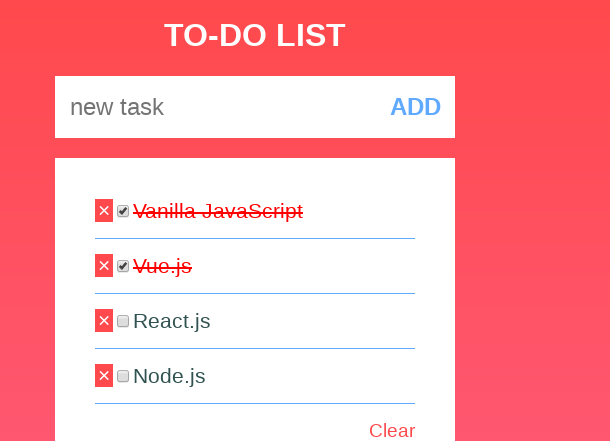 TO-DO LIST
new task ADD
× Vanilla JavaScript
× Vue.js
× React.js
× Node.js
Clear